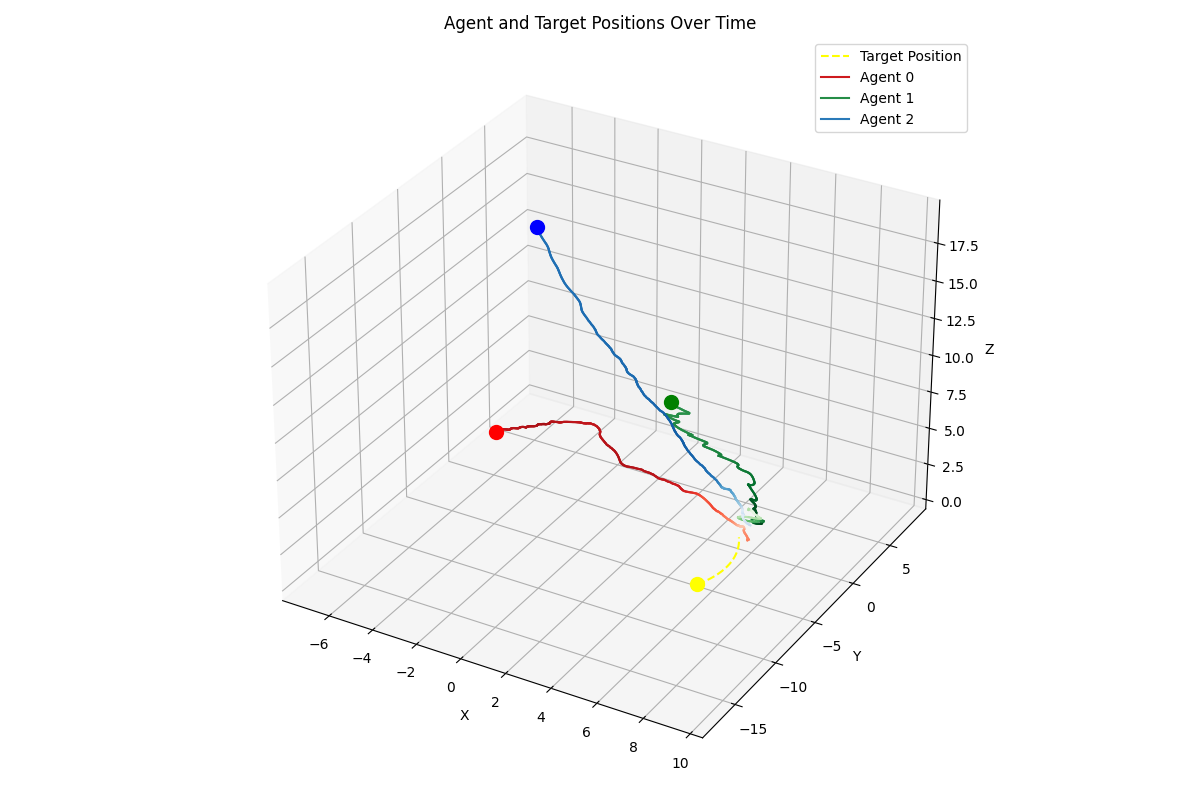 Agent and Target Positions Over Time
Target Position
Agent 0
Agent 1
Agent 2
17.5
15.0
12.5
10.0
7.5
5.0
2.5
0.0
Z
5
0
−5
−10
−15
Y
−6
−4
−2
0
2
4
6
8
10
X